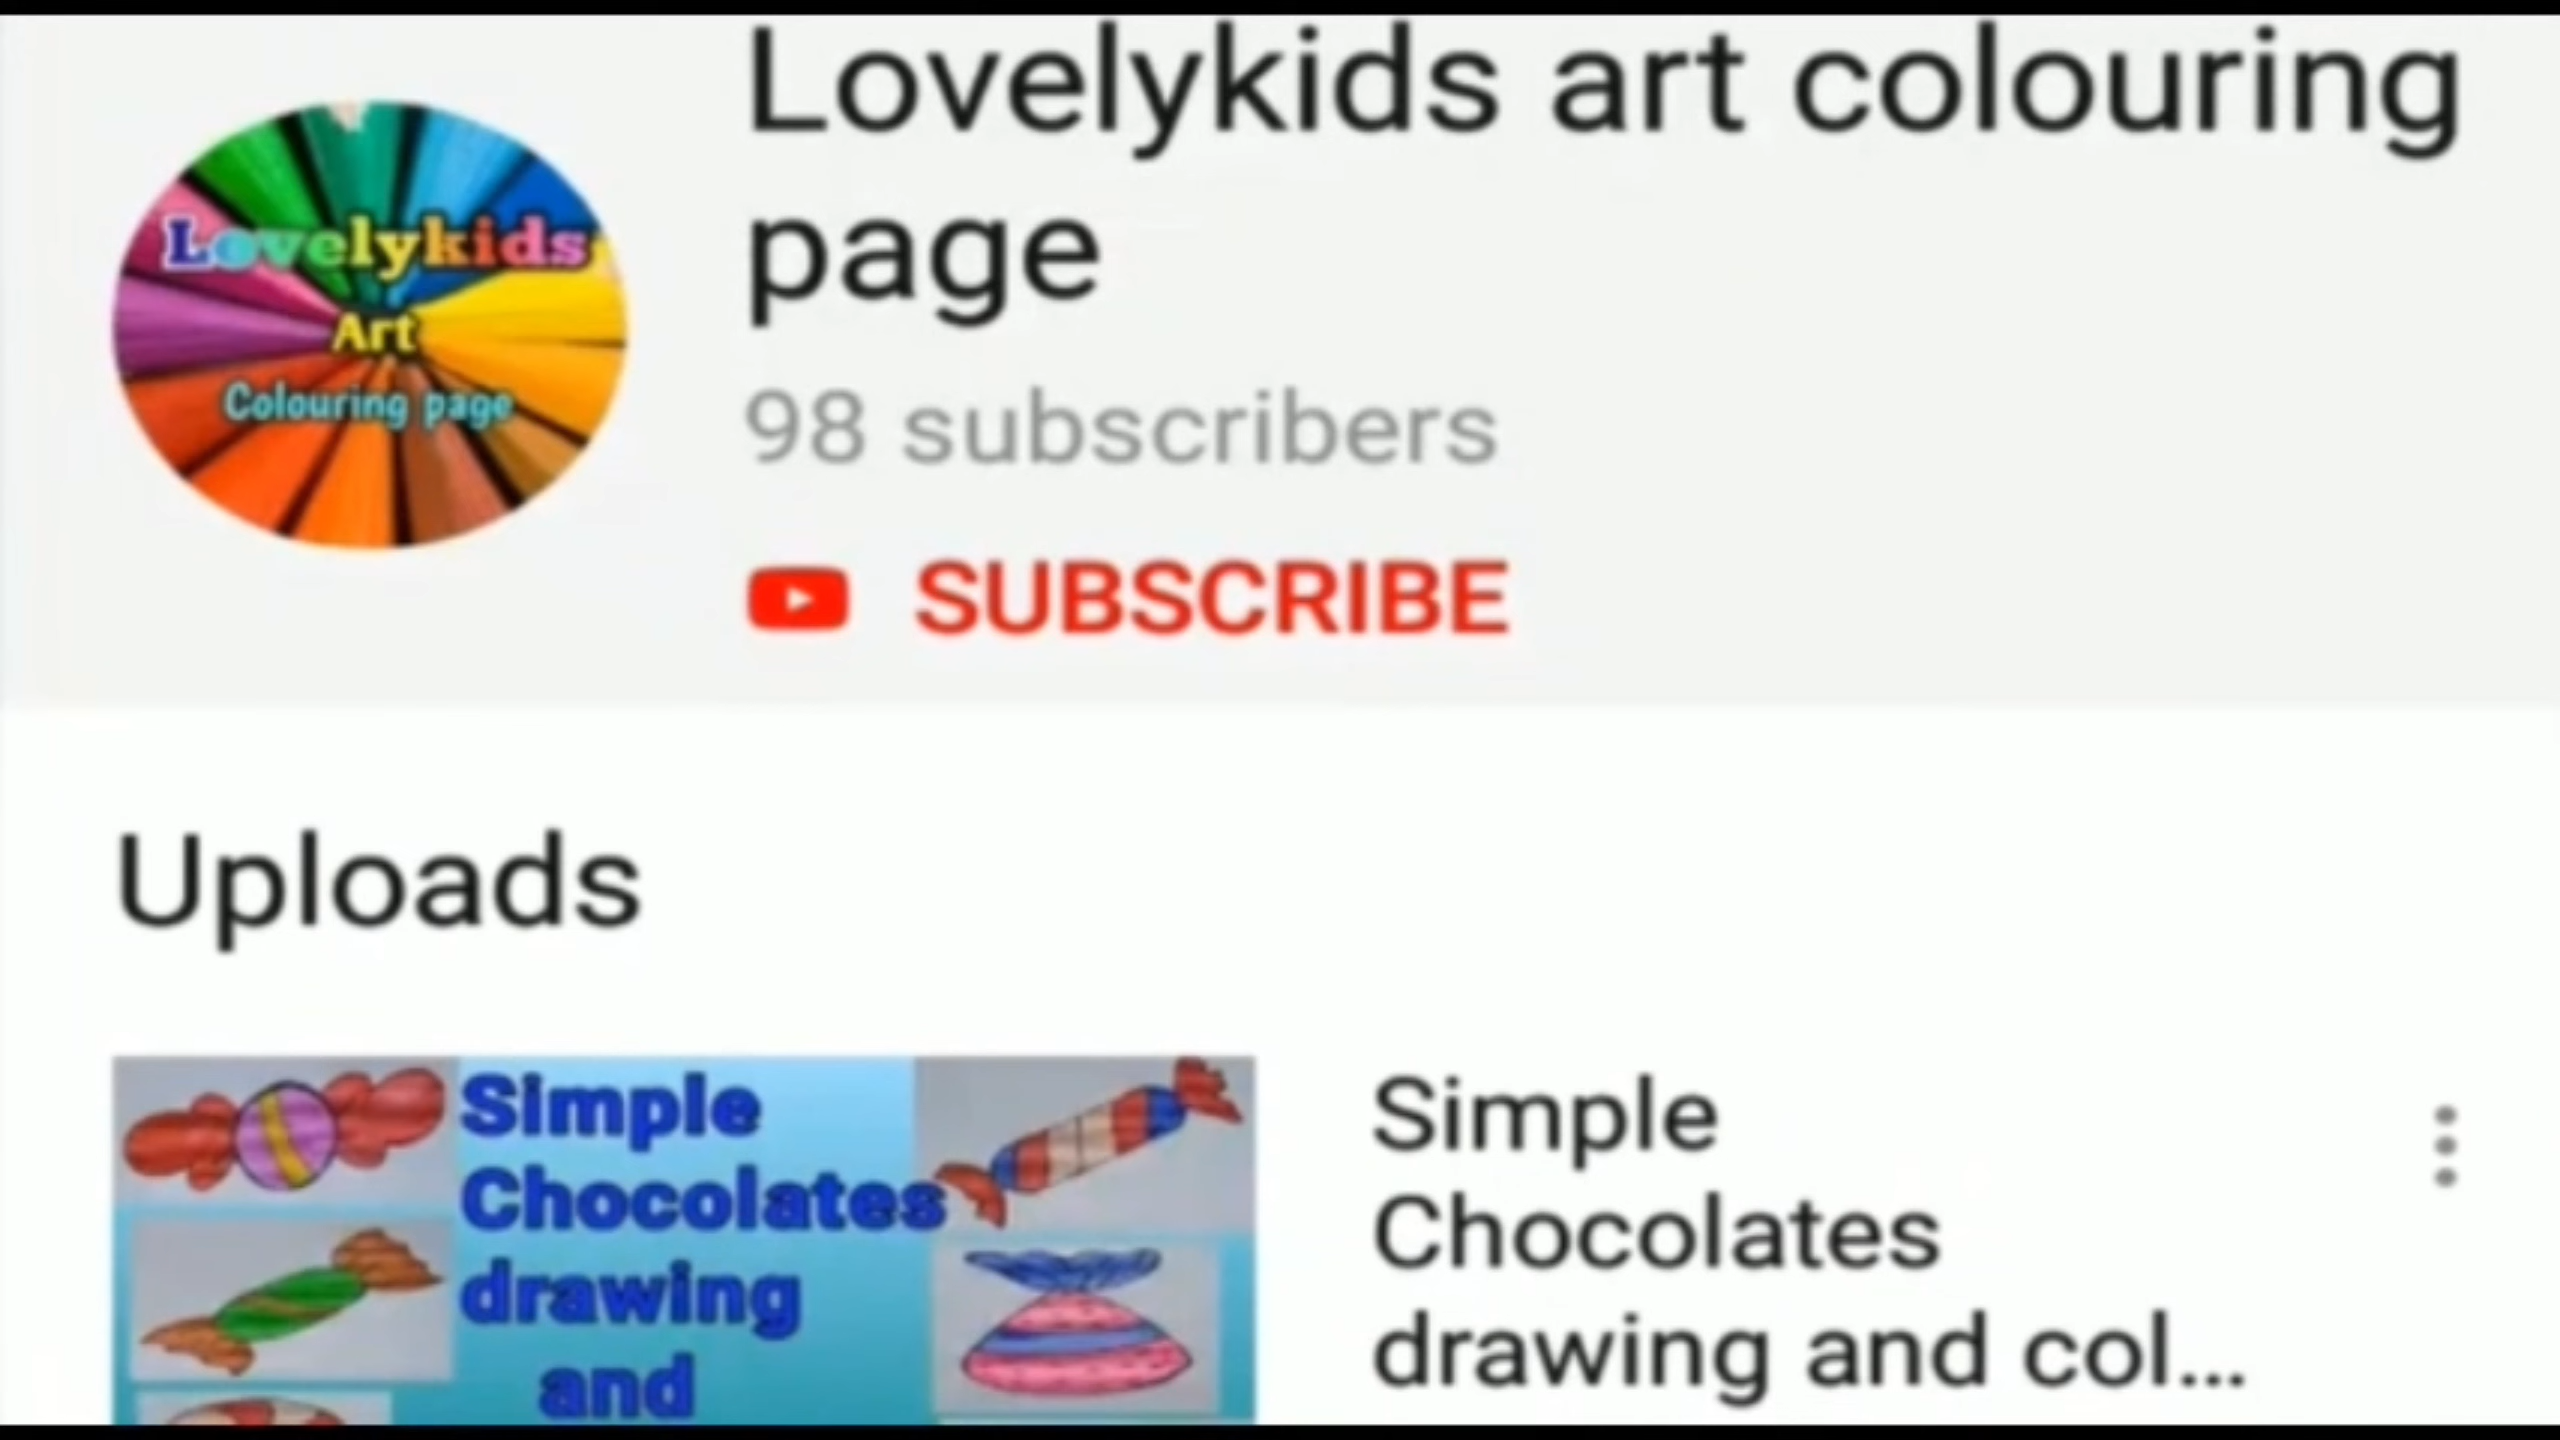 Lovelykids art colouring
page
Lovelykids
Art
Colouring page
98 subscribers
SUBSCRIBE
Uploads
Simple
Chocolates
drawing
and
Simple
Chocolates
drawing and col...